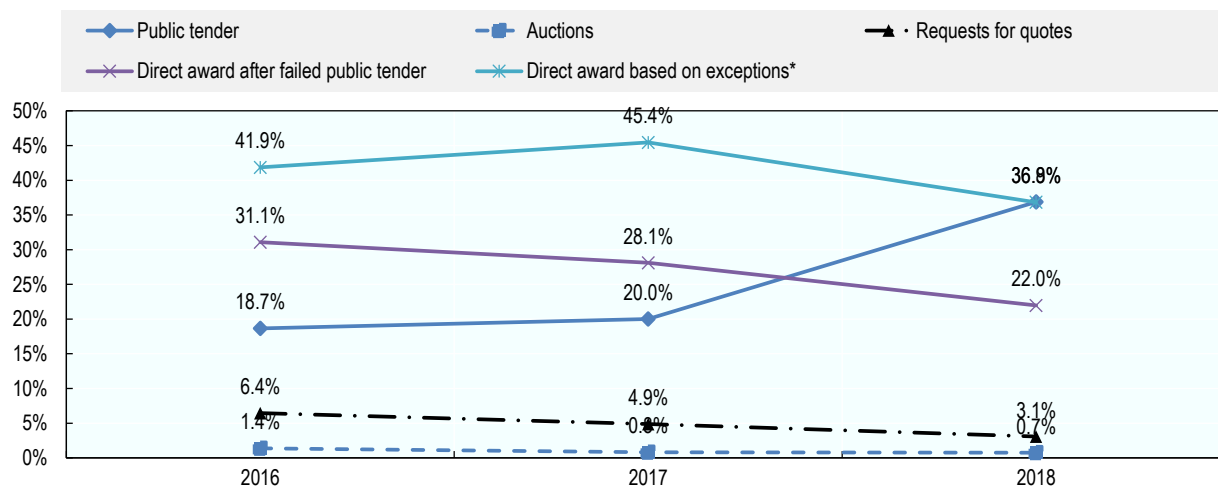 Public tender Auctions Requests for quotes
Direct award after failed public tender Direct award based on exceptions*
50%
45%
40%
35%
30%
25%
20%
15%
10%
5%
0%
41.9% 45.4%
31.1% 28.1% 22.0%
18.7% 20.0% 36.9%
6.4% 4.9% 3.1%
1.4% 0.7%
2016 2017 2018